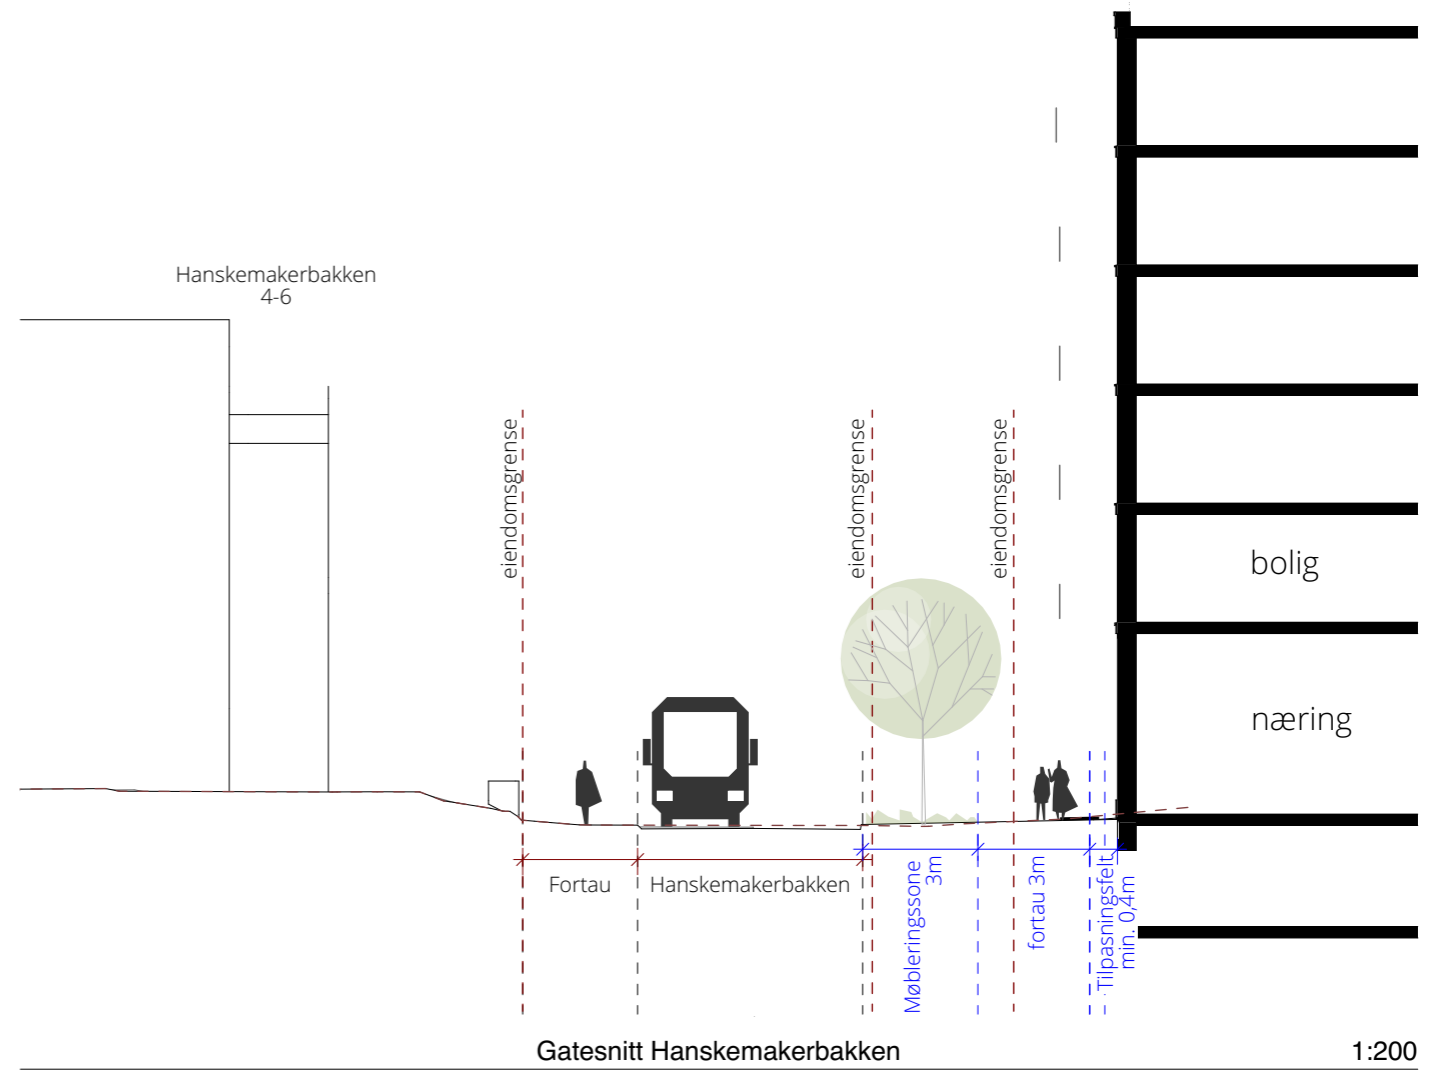 Hanskemakerbakken
4-6
eiendomsgrense
eiendomsgrense
eiendomsgrense
bolig
næring
Fortau
Hanskemakerbakken
Møbleringssone
3m
fortau 3m
Tilpasningsfelt
min. 0,4m
Gatesnitt Hanskemakerbakken
1:200